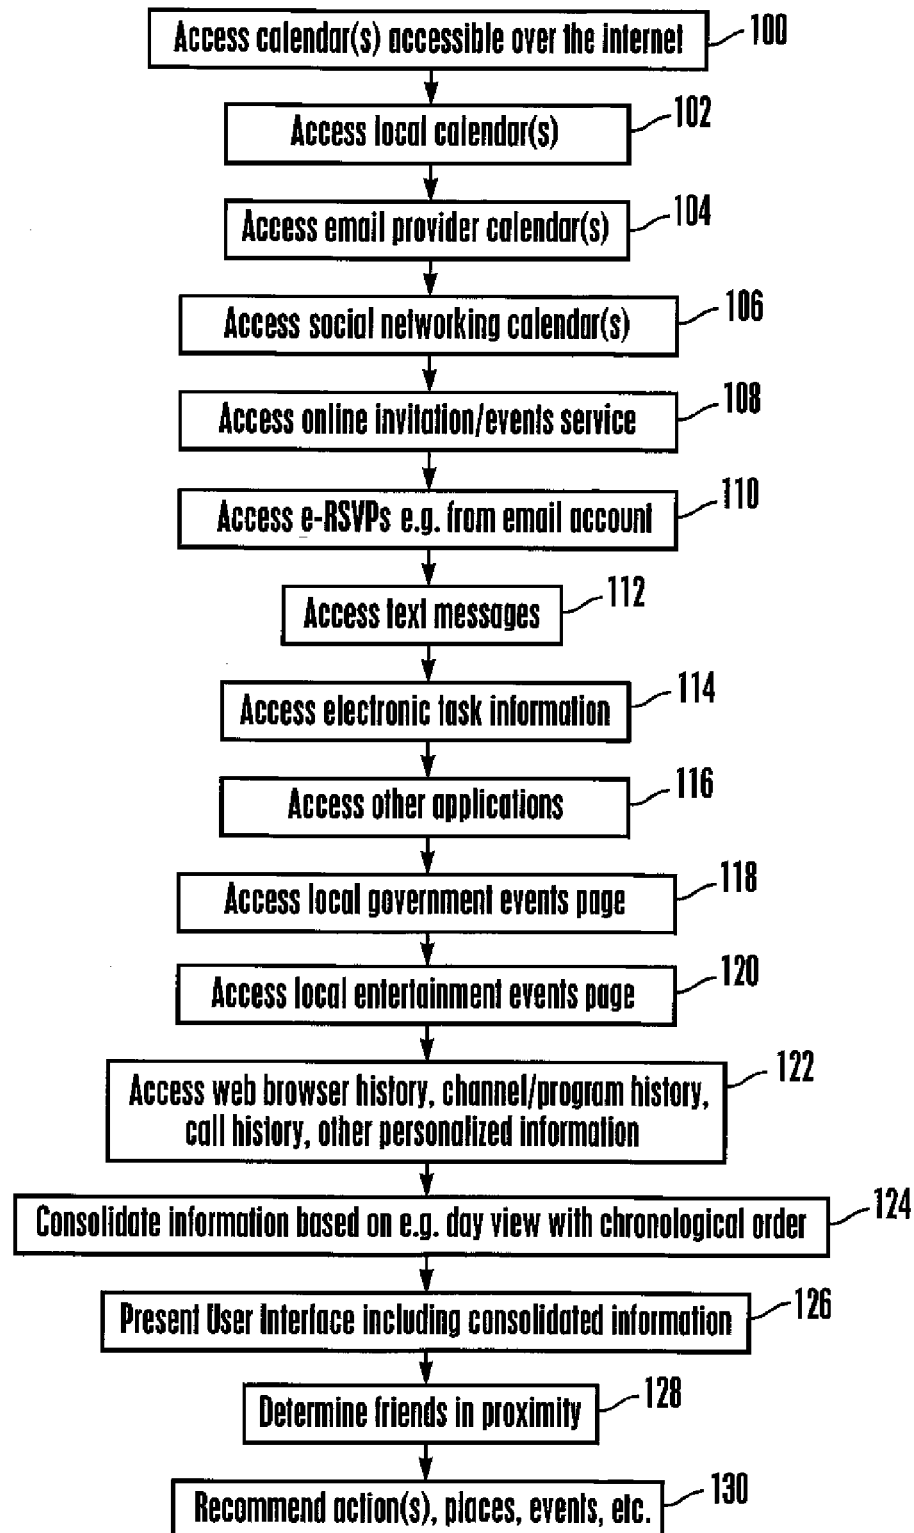 Access calendar(s) accessible over the internet 100
Access local calendar(s) 102
Access email provider calendar(s) 104
Access social networking calendar(s) 106
Access online invitation/events service 108
Access e-RSVPs e.g. from email account 110
Access text messages 112
Access electronic task information 114
Access other applications 116
Access local government events page 118
Access local entertainment events page 120
Access web browser history, channel/program history, 122
call history, other personalized information
Consolidate information based on e.g. day view with chronological order 124
Present User Interface including consolidated information 126
Determine friends in proximity 128
Recommend action(s), places, events, etc. 130